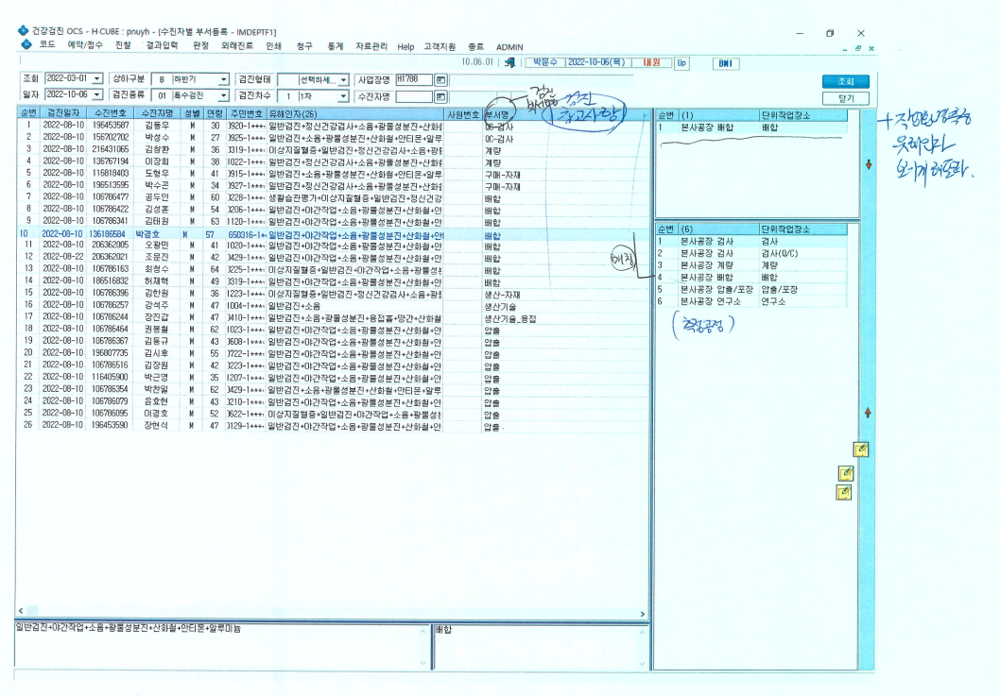 건강검진 OCS - H·CUBE : pnuyh - [수진자별 부서등록 - IMDEPTF1]
코드 예약/접수 진찰 결과입력 판정 외래진료 인쇄 청구 통계 자료관리 Help 고객지원 종료 ADMIN
10.06.01 박문수 2022-10-06(목) 내원 Up BMI
조회 2022-03-01 상하구분 B 하반기 검진형태 [선택하세 사업장명 H1788 조회
일자 2022-10-06 검진종류 01 특수검진 검진차수 1 1차 수진자명 닫기
검진
부서명
검진
참고사항
순번 검진일자 수진번호 수진자명 성별 연령 주민번호 유해인자(26) 사원번호 부서명
1 2022-08-10 196453587 김동우 M 30 )920-1***· 일반검진+정신건강검사+소음+광물성분진+산화 QC-검사
2 2022-08-10 156702702 박성수 M 27 )925-1***· 일반검진+소음+광물성분진+산화철+안티몬+알루 QC-검사
3 2022-08-10 216431065 김창환 M 36 )319-1***· 이상지질혈증+일반검진+정신건강검사+소음+광 계량
4 2022-08-10 136767194 이장희 M 38 1022-1***· 일반검진+정신건강검사+소음+광물성분진+산화 계량
5 2022-08-10 116818403 도형우 M 41 )915-1***· 일반검진+소음+광물성분진+산화철+안티몬+알루 구매-자재
6 2022-08-10 196513595 박수곤 M 34 )927-1***· 일반검진+정신건강검사+소음+광물성분진+산화 구매-자재
7 2022-08-10 106786477 공두인 M 60 )228-1***· 생활습관평가+이상지질혈증+일반검진+정신건강 배합
8 2022-08-10 106786422 김성훈 M 54 )206-1***· 일반검진+야간작업+소음+광물성분진+산화철+안 배합
9 2022-08-10 106786341 김태원 M 63 1120-1***· 일반검진+야간작업+소음+광물성분진+산화철+안 배합
10 2022-08-10 136186584 박경호 M 57 650316-1* 일반검진+야간작업+소음+광물성분진+산화철+안 배합
11 2022-08-10 206362005 오광민 M 41 1020-1***· 일반검진+야간작업+소음+광물성분진+산화철+안 배합
12 2022-08-22 206362021 조문진 M 42 )429-1***· 일반검진+야간작업+소음+광물성분진+산화철+안 배합
13 2022-08-10 106786163 최청수 M 64 )225-1***· 이상지질혈증+일반검진+야간작업+소음+광물성 배합
14 2022-08-10 186516832 허재혁 M 49 )319-1***· 일반검진+야간작업+소음+광물성분진+산화철+안 배합
15 2022-08-10 106786396 김한원 M 36 1223-1***· 이상지질혈증+일반검진+정신건강검사+소음+광 생산-자재
16 2022-08-10 106786257 강석주 M 47 1004-1***· 일반검진+소음 생산기술
17 2022-08-10 106786244 장진갑 M 47 )410-1***· 일반검진+소음+광물성분진+용접흄+망간+산화철 생산기술_용접
18 2022-08-10 106786464 권봉철 M 62 1023-1***· 일반검진+야간작업+소음+광물성분진+산화철+안 압출
19 2022-08-10 106786367 김동규 M 43 )608-1***· 일반검진+야간작업+소음+광물성분진+산화철+안 압출
20 2022-08-10 196807735 김시후 M 55 )722-1***· 일반검진+야간작업+소음+광물성분진+산화철+안 압출
21 2022-08-10 106786516 김장원 M 42 )223-1***· 일반검진+야간작업+소음+광물성분진+산화철+안 압출
22 2022-08-10 116405900 박근영 M 35 1207-1***· 일반검진+야간작업+소음+광물성분진+산화철+안 압출
23 2022-08-10 106786354 박찬일 M 62 )429-1***· 일반검진+소음+광물성분진+산화철+안티몬+알루 압출
24 2022-08-10 106786079 윤효현 M 43 )210-1***· 일반검진+야간작업+소음+광물성분진+산화철+안 압출
25 2022-08-10 106786095 이경호 M 52 )622-1***· 이상지질혈증+일반검진+야간작업+소음+광물성 압출
26 2022-08-10 196453590 장현식 M 47 )129-1***· 일반검진+야간작업+소음+광물성분진+산화철+안 압출
일반검진+야간작업+소음+광물성분진+산화철+안티몬+알루미늄
배합
순번 (1) 단위작업장소
1 본사공장 배합 배합
순번 (6) 단위작업장소
1 본사공장 검사 검사
2 본사공장 검사 검사(Q/C)
3 본사공장 계량 계량
4 본사공장 배합 배합
5 본사공장 압출/포장 압출/포장
6 본사공장 연구소 연구소
매칭
(측정공정)
+ 작업환경측정
유해인자
보이게 해달라.